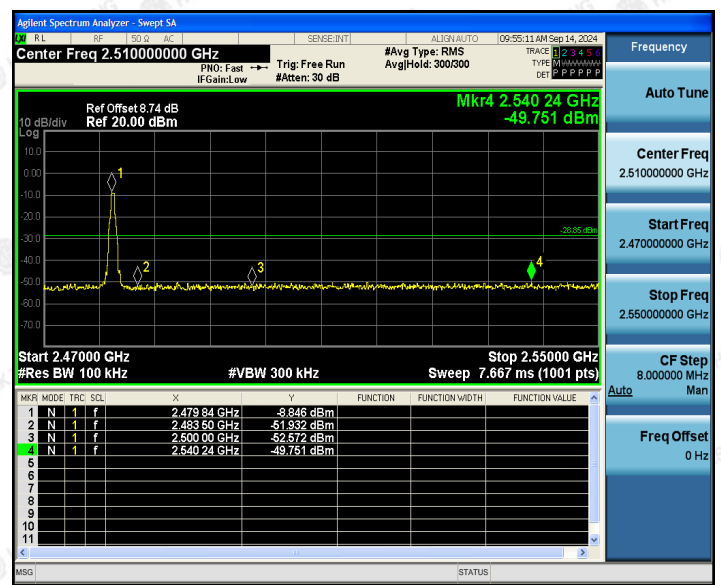 Agilent Spectrum Analyzer - Swept SA
LXI RL RF 50 Ω AC SENSE:INT ALIGN AUTO 09:55:11 AM Sep 14, 2024
Center Freq 2.510000000 GHz
PNO: Fast
IFGain:Low
Trig: Free Run
#Atten: 30 dB
#Avg Type: RMS
Avg|Hold: 300/300
TRACE 1 2 3 4 5 6
TYPE M
DET P P P P P P
Ref Offset 8.74 dB
10 dB/div Ref 20.00 dBm
Log
Mkr4 2.540 24 GHz
-49.751 dBm
10.0
0.00
-10.0
-20.0
-30.0
-40.0
-50.0
-60.0
-70.0
1
2
3
4
-28.85 dBm
Start 2.47000 GHz Stop 2.55000 GHz
#Res BW 100 kHz #VBW 300 kHz Sweep 7.667 ms (1001 pts)
MKR MODE TRC SCL X Y FUNCTION FUNCTION WIDTH FUNCTION VALUE
1 N 1 f 2.479 84 GHz -8.846 dBm
2 N 1 f 2.483 50 GHz -51.932 dBm
3 N 1 f 2.500 00 GHz -52.572 dBm
4 N 1 f 2.540 24 GHz -49.751 dBm
5
6
7
8
9
10
11
MSG STATUS
Frequency
Auto Tune
Center Freq
2.510000000 GHz
Start Freq
2.470000000 GHz
Stop Freq
2.550000000 GHz
CF Step
8.000000 MHz
Auto Man
Freq Offset
0 Hz